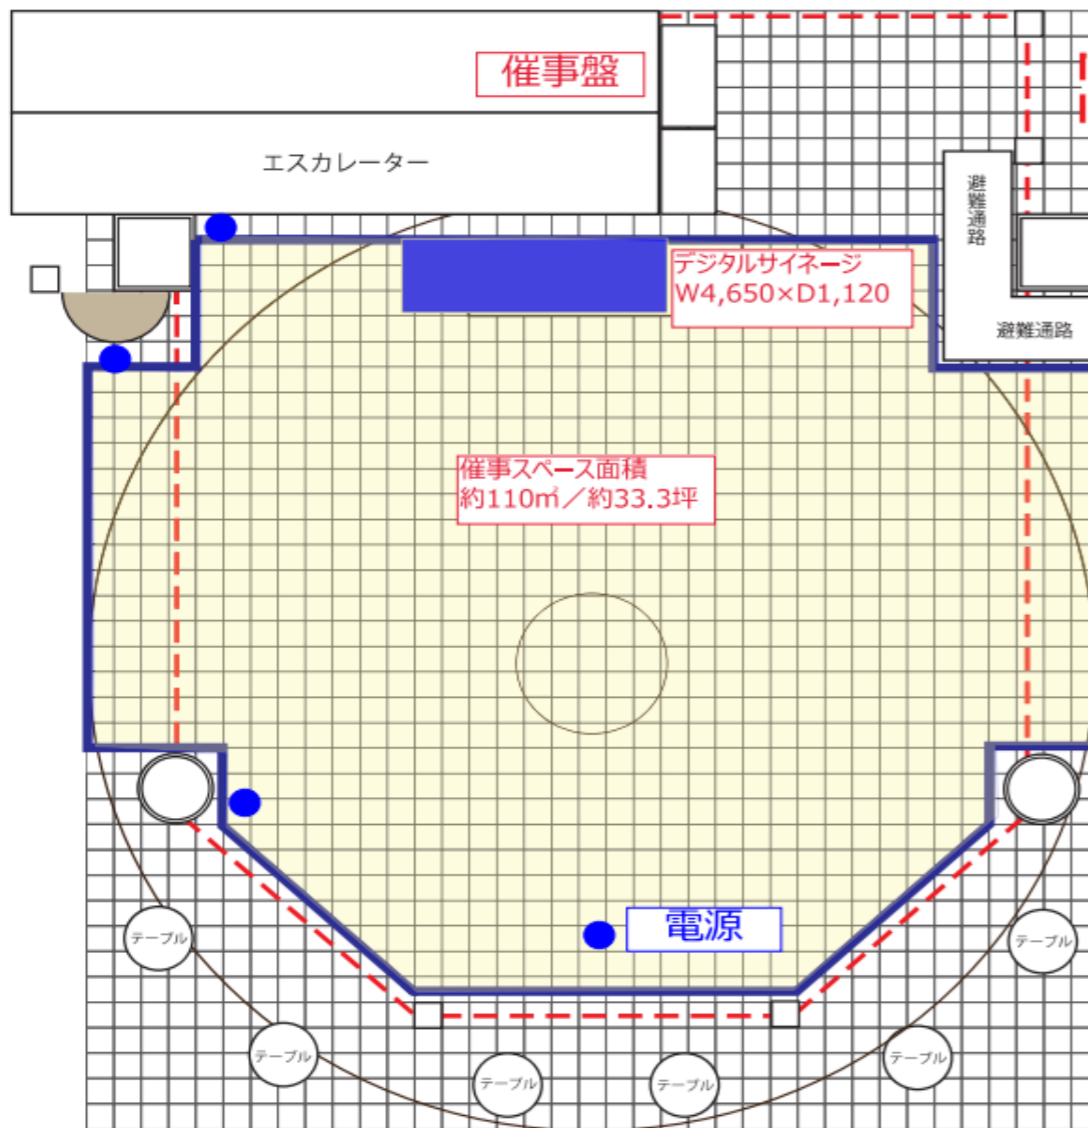 催事盤
エスカレーター
避難通路
デジタルサイネージ
W4,650×D1,120
避難通路
催事スペース面積
約110㎡／約33.3坪
電源
テーブル
テーブル
テーブル
テーブル
テーブル
テーブル